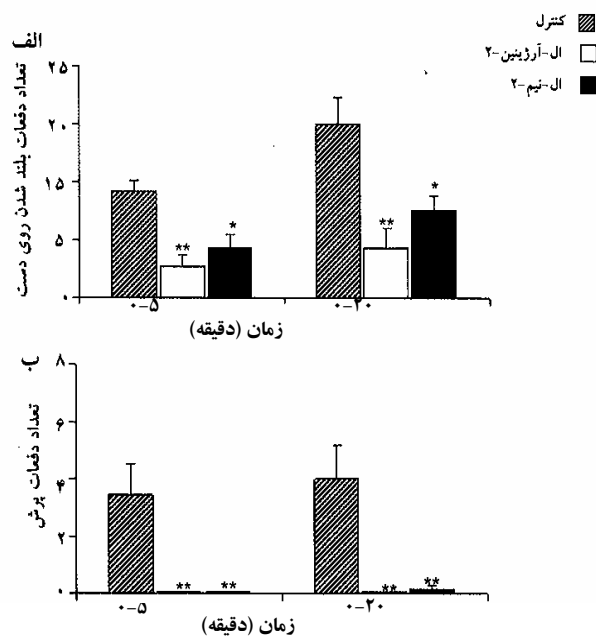 کنترل
ال-آرژینین-۲
ال-نیم-۲
الف
تعداد دفعات بلند شدن روی دست
۲۵
۲۰
۱۵
۵
۰
** * ** *
۰-۵ ۰-۲۰
زمان (دقیقه)
ب
تعداد دفعات پرش
۸
۶
۴
۲
۰
** ** ** **
۰-۵ ۰-۲۰
زمان (دقیقه)